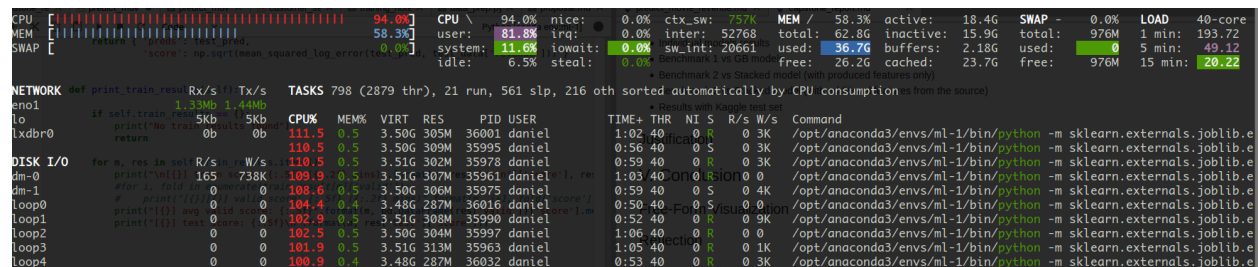 CPU [|||||||||||||||||||||||||||||||||||| 94.0%] CPU \ 94.0% nice: 0.0% ctx_sw: 757K MEM / 58.3% active: 18.4G SWAP - 0.0% LOAD 40-core
MEM [|||||||||||||||||||||| 58.3%] user: 81.8% irq: 0.0% inter: 52768 total: 62.8G inactive: 15.9G total: 976M 1 min: 193.72
SWAP [ 0.0%] system: 11.6% iowait: 0.0% sw_int: 20661 used: 36.7G buffers: 2.18G used: 0 5 min: 49.12
idle: 6.5% steal: 0.0% free: 26.2G cached: 23.7G free: 976M 15 min: 20.22
NETWORK Rx/s Tx/s TASKS 798 (2879 thr), 21 run, 561 slp, 216 oth sorted automatically by CPU consumption
eno1 1.33Mb 1.44Mb
lo 5Kb 5Kb CPU% MEM% VIRT RES PID USER TIME+ THR NI S R/s W/s Command
lxdbr0 0b 0b 111.5 0.5 3.50G 305M 36001 daniel 1:02 40 0 R 0 3K /opt/anaconda3/envs/ml-1/bin/python -m sklearn.externals.joblib.e
110.5 0.5 3.50G 309M 35995 daniel 0:56 40 0 S 0 3K /opt/anaconda3/envs/ml-1/bin/python -m sklearn.externals.joblib.e
DISK I/O R/s W/s 110.5 0.5 3.51G 302M 35978 daniel 0:59 40 0 R 0 3K /opt/anaconda3/envs/ml-1/bin/python -m sklearn.externals.joblib.e
dm-0 165 738K 109.9 0.5 3.51G 307M 35961 daniel 1:03 40 0 R 0 0 /opt/anaconda3/envs/ml-1/bin/python -m sklearn.externals.joblib.e
dm-1 0 0 108.6 0.5 3.50G 306M 35975 daniel 0:59 40 0 S 0 4K /opt/anaconda3/envs/ml-1/bin/python -m sklearn.externals.joblib.e
loop0 0 0 104.4 0.4 3.48G 287M 36016 daniel 0:50 40 0 R 0 0 /opt/anaconda3/envs/ml-1/bin/python -m sklearn.externals.joblib.e
loop1 0 0 102.9 0.5 3.51G 308M 35990 daniel 0:52 40 0 R 0 9K /opt/anaconda3/envs/ml-1/bin/python -m sklearn.externals.joblib.e
loop2 0 0 102.5 0.5 3.50G 304M 35997 daniel 1:06 40 0 R 0 0 /opt/anaconda3/envs/ml-1/bin/python -m sklearn.externals.joblib.e
loop3 0 0 101.9 0.5 3.51G 313M 35963 daniel 1:05 40 0 R 0 1K /opt/anaconda3/envs/ml-1/bin/python -m sklearn.externals.joblib.e
loop4 0 0 100.9 0.4 3.48G 287M 36032 daniel 0:53 40 0 R 0 3K /opt/anaconda3/envs/ml-1/bin/python -m sklearn.externals.joblib.e